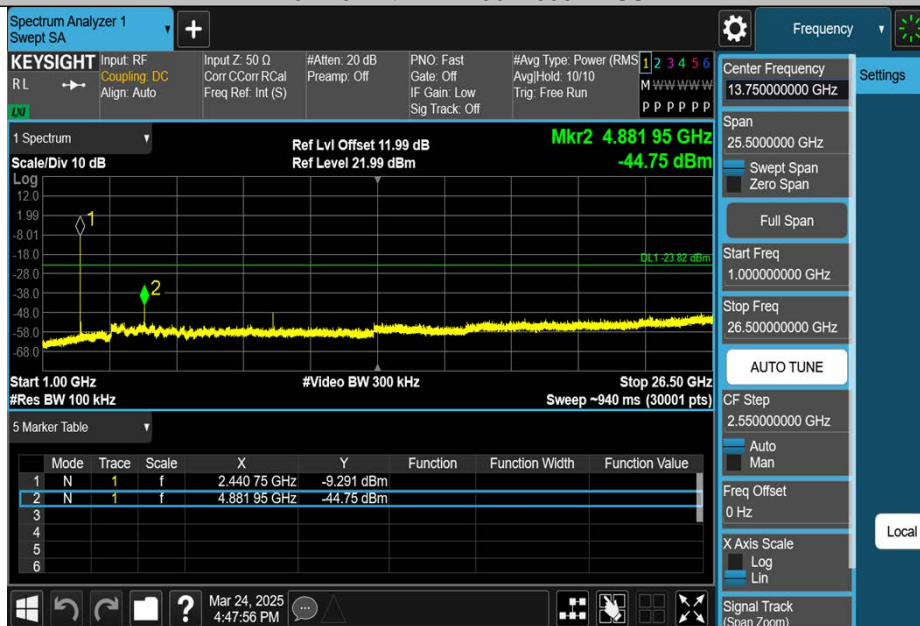 Spectrum Analyzer 1
Swept SA
+
Frequency
KEYSIGHT
RL
LXI
Input: RF
Coupling: DC
Align: Auto
Input Z: 50 Ω
Corr CCorr RCal
Freq Ref: Int (S)
#Atten: 20 dB
Preamp: Off
PNO: Fast
Gate: Off
IF Gain: Low
Sig Track: Off
#Avg Type: Power (RMS
Avg|Hold: 10/10
Trig: Free Run
1 2 3 4 5 6
M W W W W W
P P P P P P
1 Spectrum
Scale/Div 10 dB
Ref Lvl Offset 11.99 dB
Ref Level 21.99 dBm
Mkr2 4.881 95 GHz
-44.75 dBm
Log
12.0
1.99
-8.01
-18.0
-28.0
-38.0
-48.0
-58.0
-68.0
1
2
DL1 -23.82 dBm
Start 1.00 GHz
#Res BW 100 kHz
#Video BW 300 kHz
Stop 26.50 GHz
Sweep ~940 ms (30001 pts)
5 Marker Table
Mode Trace Scale X Y Function Function Width Function Value
1 N 1 f 2.440 75 GHz -9.291 dBm
2 N 1 f 4.881 95 GHz -44.75 dBm
3
4
5
6
Mar 24, 2025
4:47:56 PM
?
Center Frequency
13.750000000 GHz
Settings
Span
25.5000000 GHz
Swept Span
Zero Span
Full Span
Start Freq
1.000000000 GHz
Stop Freq
26.500000000 GHz
AUTO TUNE
CF Step
2.550000000 GHz
Auto
Man
Freq Offset
0 Hz
Local
X Axis Scale
Log
Lin
Signal Track
(Span Zoom)